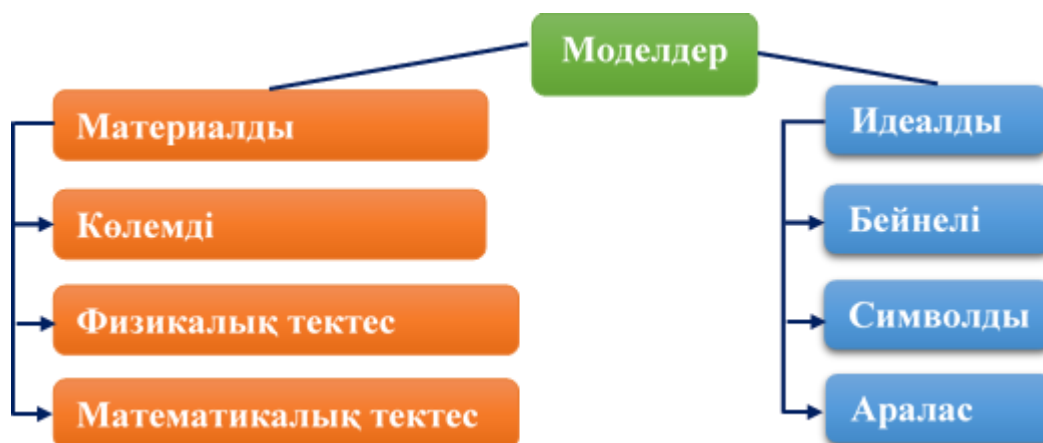 Моделдер
Материалды
Көлемді
Физикалық тектес
Математикалық тектес
Идеалды
Бейнелі
Символды
Аралас